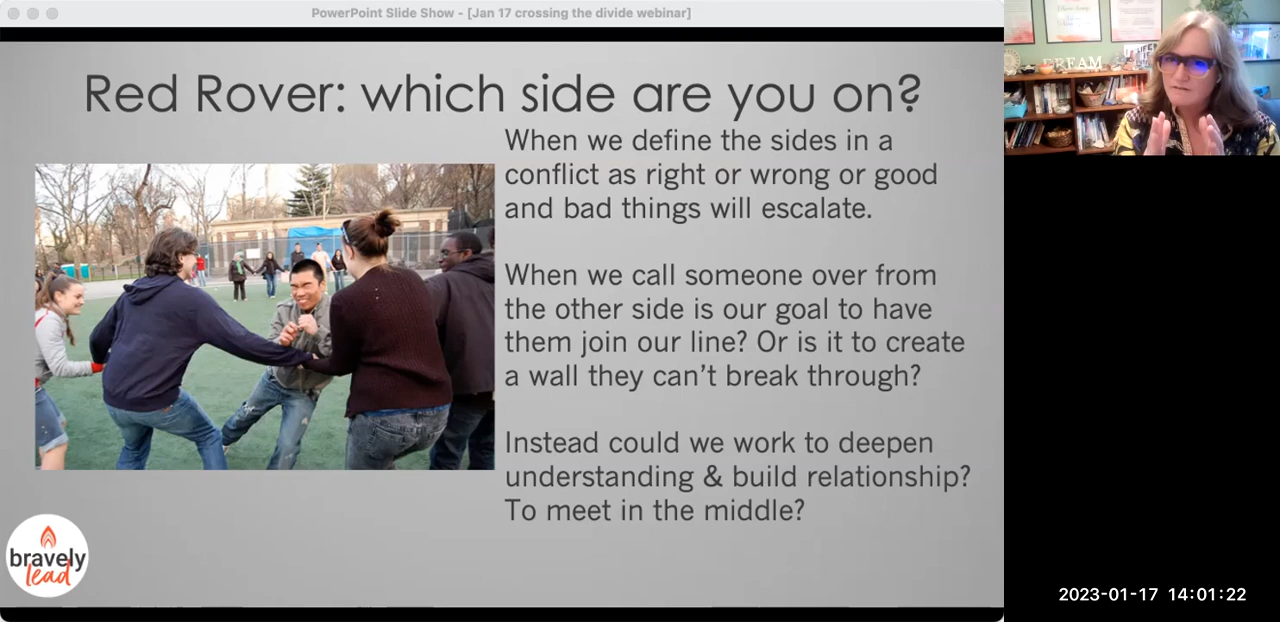 PowerPoint Slide Show - [Jan 17 crossing the divide webinar]
Red Rover: which side are you on?
When we define the sides in a
conflict as right or wrong or good
and bad things will escalate.
When we call someone over from
the other side is our goal to have
them join our line? Or is it to create
a wall they can’t break through?
Instead could we work to deepen
understanding & build relationship?
To meet in the middle?
bravely
lead
DREAM
2023-01-17 14:01:22